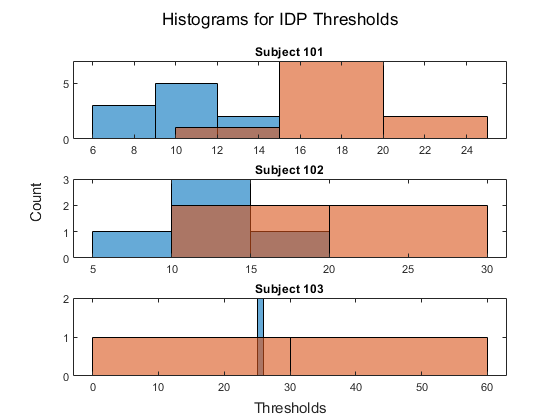 Histograms for IDP Thresholds
Subject 101
5
0
6 8 10 12 14 16 18 20 22 24
Subject 102
3
2
1
0
5 10 15 20 25 30
Count
Subject 103
2
1
0
0 10 20 30 40 50 60
Thresholds